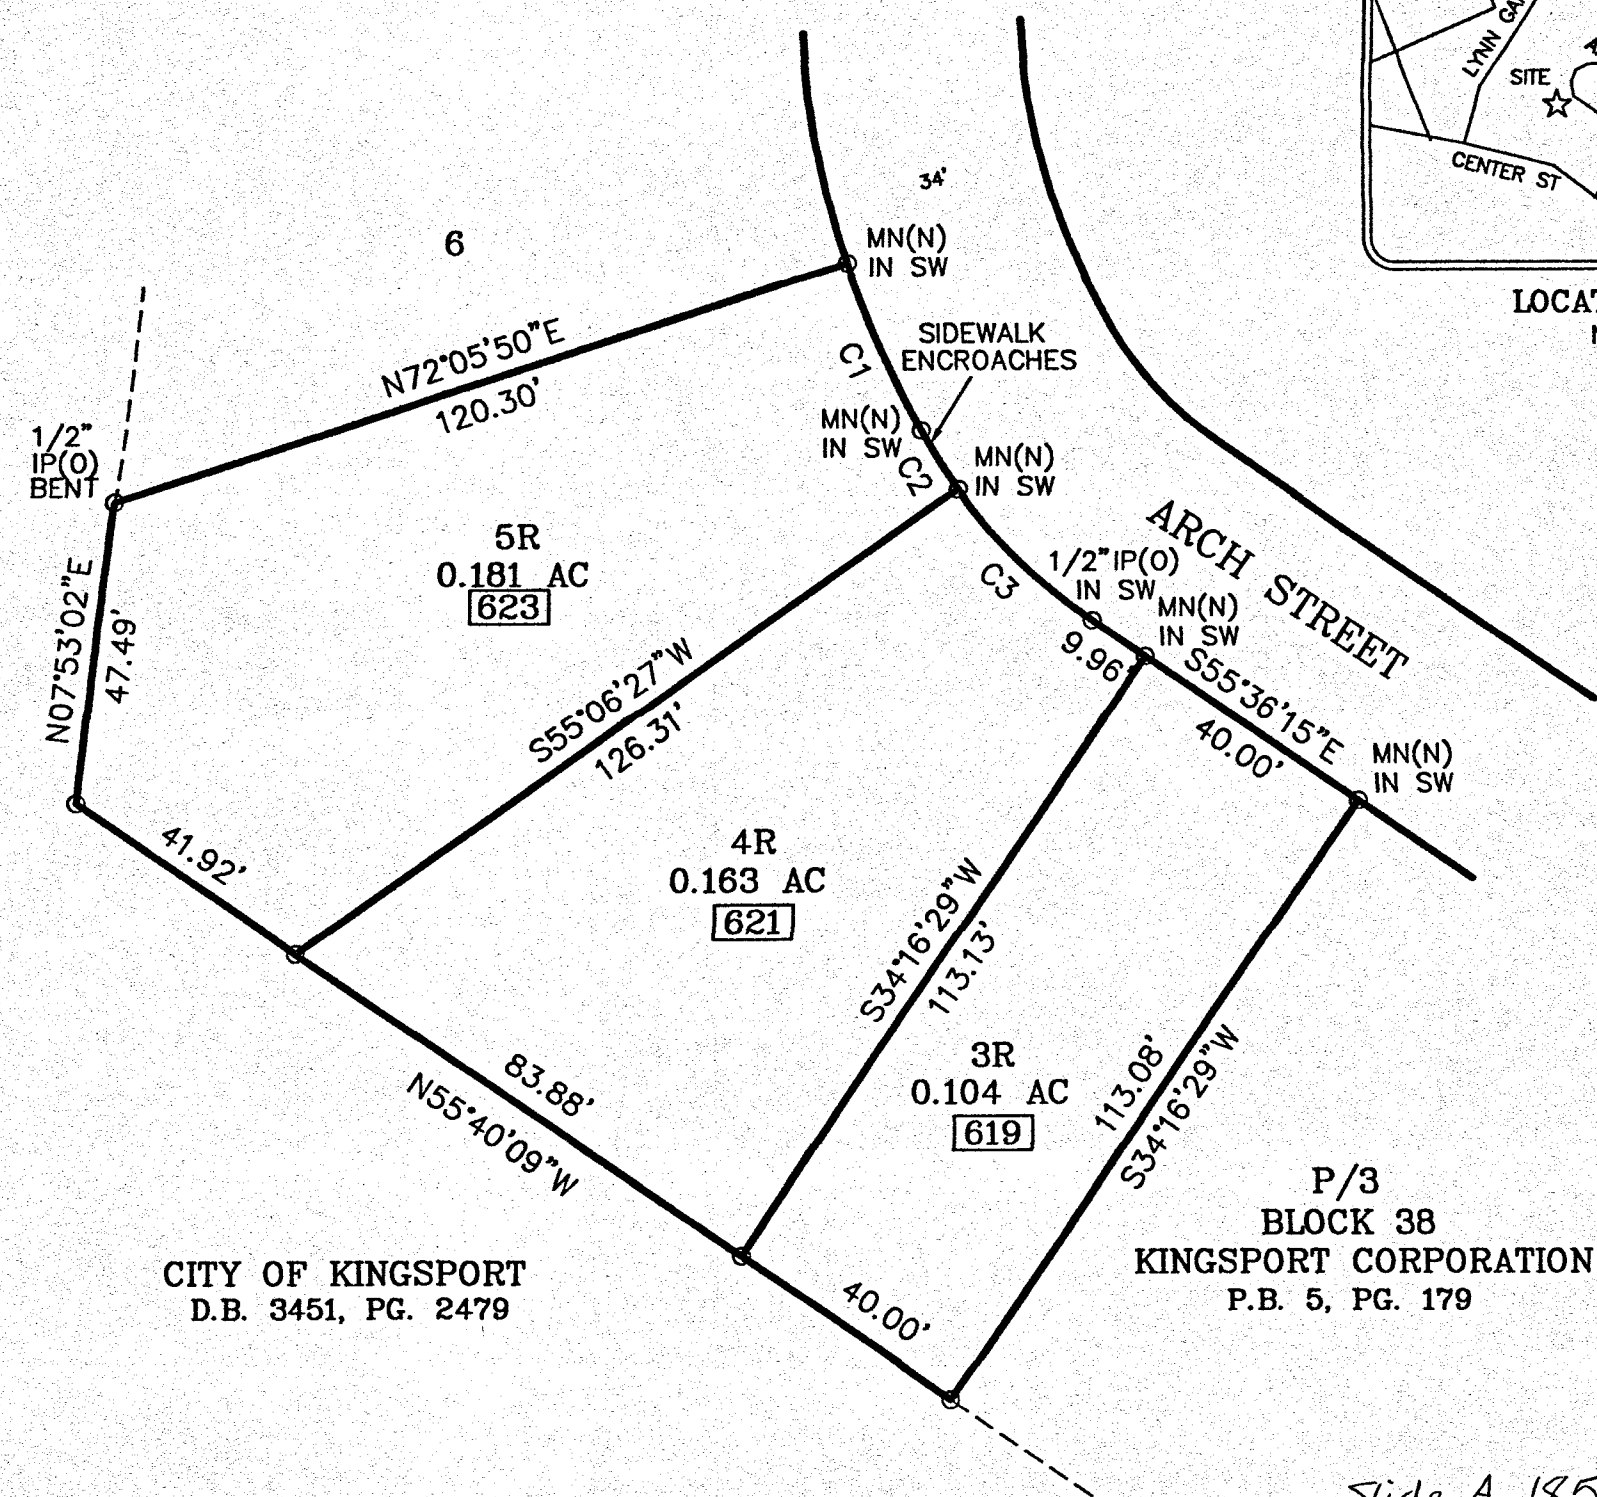 LYNN
SITE
CENTER ST
34'
6
MN(N)
IN SW
N72°05'50"E
120.30'
C1
SIDEWALK
ENCROACHES
1/2"
IP(O)
BENT
MN(N)
IN SW
C2
MN(N)
IN SW
ARCH STREET
5R
0.181 AC
623
C3
1/2" IP(O)
IN SW
MN(N)
IN SW
9.96'
S55°36'15"E
40.00'
MN(N)
IN SW
N07°53'02"E
47.49'
S55°06'27"W
126.31'
41.92'
4R
0.163 AC
621
S34°16'29"W
113.13'
3R
0.104 AC
619
113.08'
S34°16'29"W
83.88'
N55°40'09"W
P/3
BLOCK 38
KINGSPORT CORPORATION
P.B. 5, PG. 179
CITY OF KINGSPORT
D.B. 3451, PG. 2479
40.00'
Slide A 185